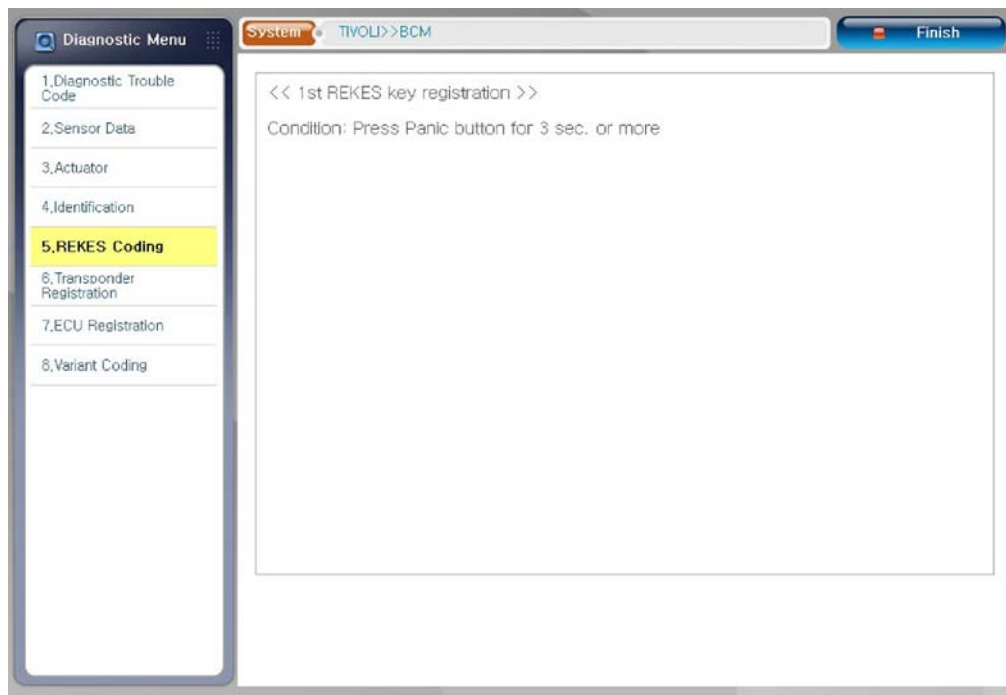 Diagnostic Menu
System
TIVOLI>>BCM
Finish
1.Diagnostic Trouble
Code
2.Sensor Data
3.Actuator
4.Identification
5.REKES Coding
6.Transponder
Registration
7.ECU Registration
8.Variant Coding
<< 1st REKES key registration >>
Condition: Press Panic button for 3 sec. or more